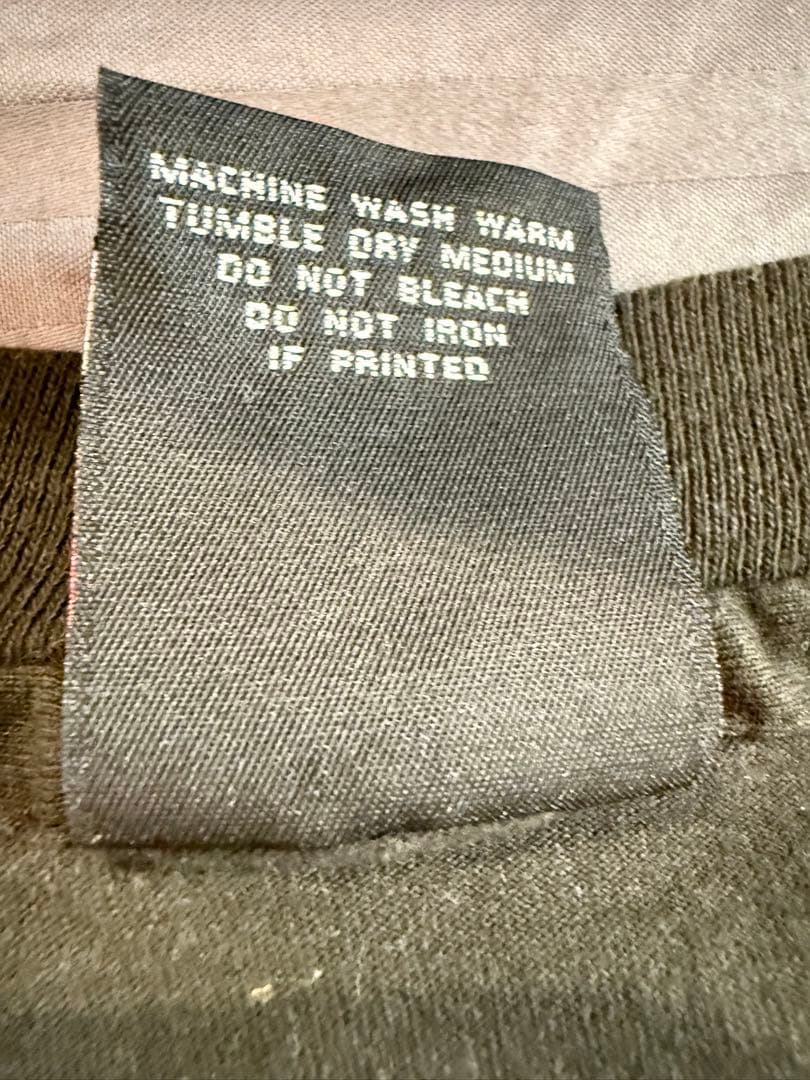 MACHINE WASH WARM
TUMBLE DRY MEDIUM
DO NOT BLEACH
DO NOT IRON
IF PRINTED